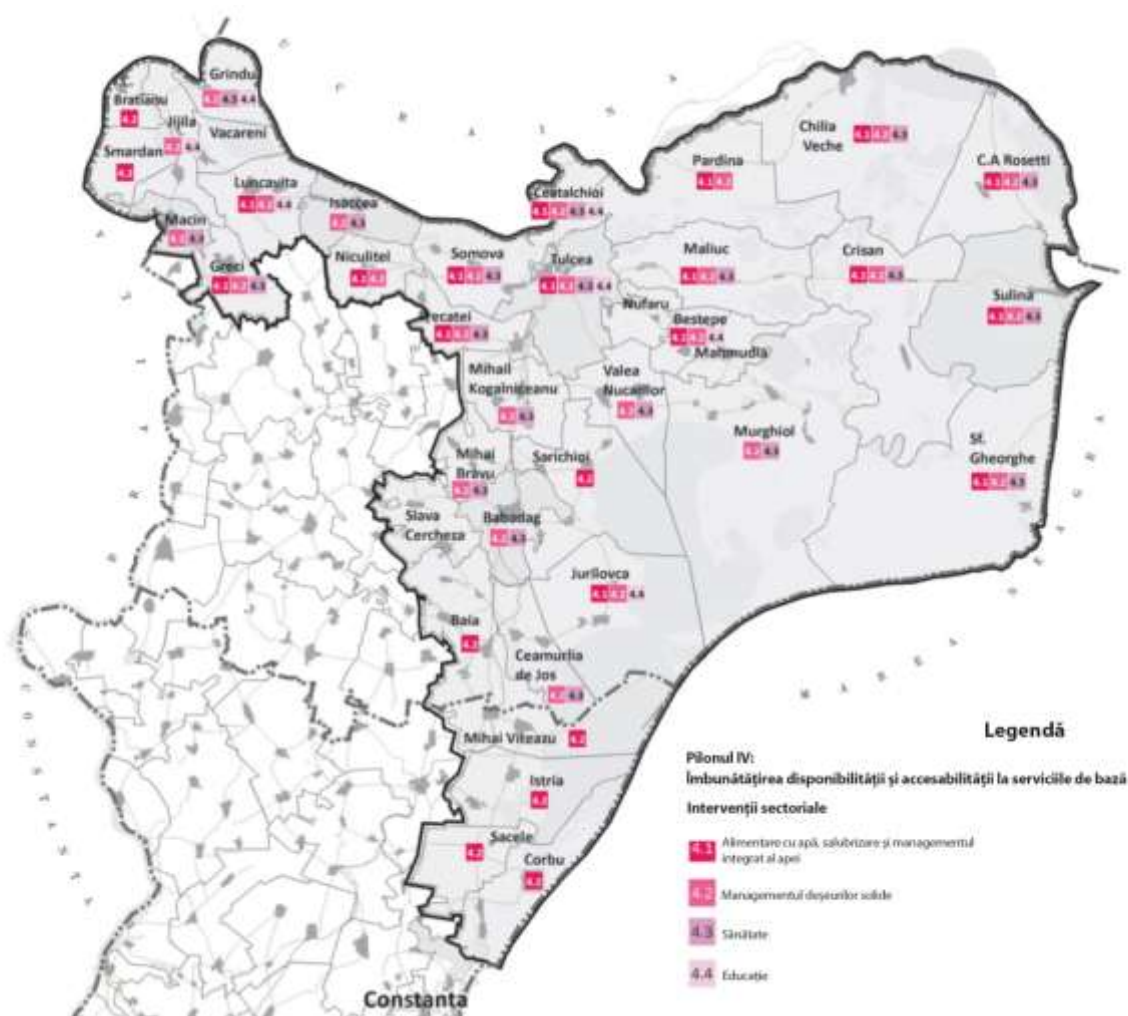 UCRAINA
Grindu
4.2 4.3 4.4
Bratianu
4.2
Jijila
4.2 4.4
Vacareni
Smardan
4.2
Chilia
Veche
4.1 4.2 4.3
C.A Rosetti
4.1 4.2 4.3
Pardina
4.1 4.2
Luncavita
4.1 4.2 4.4
Isaccea
4.2 4.3
Ceatalchioi
4.1 4.2 4.3 4.4
Macin
4.2 4.3
Greci
4.1 4.2 4.3
Niculitel
Somova
4.1 4.2 4.3
Tulcea
4.1 4.2 4.3 4.4
Maliuc
4.1 4.2 4.3
Crisan
4.1 4.2 4.3
Nufaru
Sulina
4.1 4.2 4.3
recatei
4.1 4.2 4.3
Bestepe
4.1 4.2 4.4
Mahmudia
Mihail
Kogalniceanu
4.2 4.3
Valea
Nucarilor
4.2 4.3
Murghiol
4.2 4.3
Sf.
Gheorghe
4.1 4.2 4.3
Mihai
Bravu
4.2 4.3
Sarichioi
4.2
Slava
Cercheza
Babadag
4.2 4.3
Jurilovca
4.1 4.2 4.4
Baia
4.2
Ceamurlia
de Jos
4.2 4.3
MAREA NEAGRA
BRAILA
CONSTANTA
Mihai Viteazu
4.2
Istria
4.2
Sacele
4.2
Corbu
4.2
Constanta
Legendă
Pilonul IV:
Îmbunătățirea disponibilității și accesabilității la serviciile de bază
Intervenții sectoriale
4.1 Alimentare cu apă, salubrizare și managementul
integrat al apei
4.2 Managementul deșeurilor solide
4.3 Sănătate
4.4 Educație